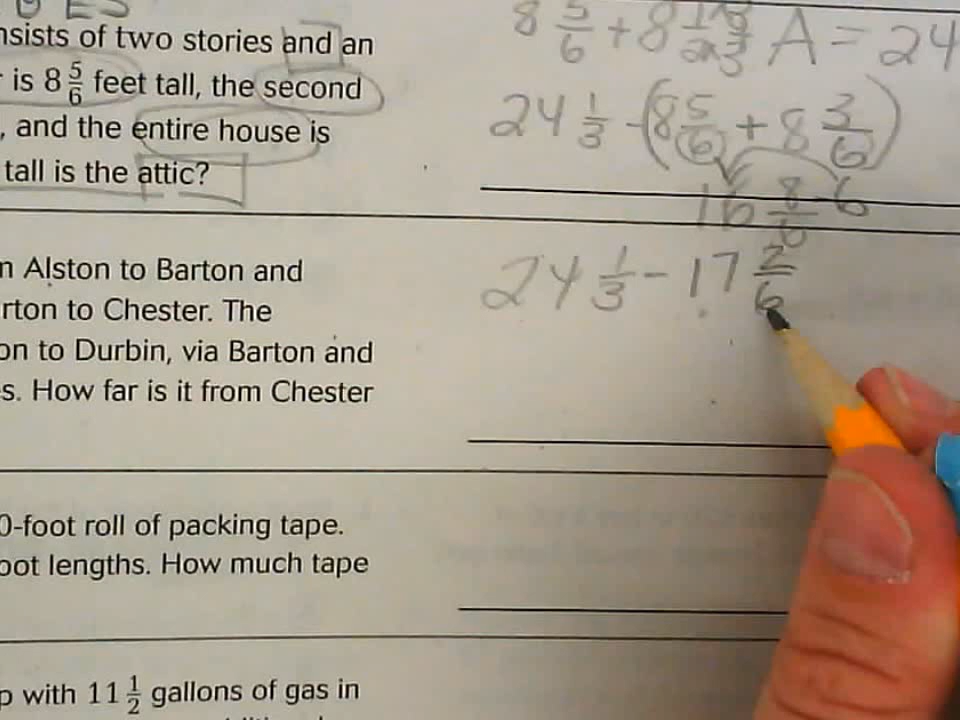 nsists of two stories and an
is 8 5/6 feet tall, the second
, and the entire house is
tall is the attic?
8 5/6 + 8 1/2 A = 24
24 1/3 - (8 5/6 + 8 3/6)
16 8/6
24 1/3 - 17 2/6
n Alston to Barton and
rton to Chester. The
on to Durbin, via Barton and
s. How far is it from Chester
0-foot roll of packing tape.
oot lengths. How much tape
p with 11 1/2 gallons of gas in